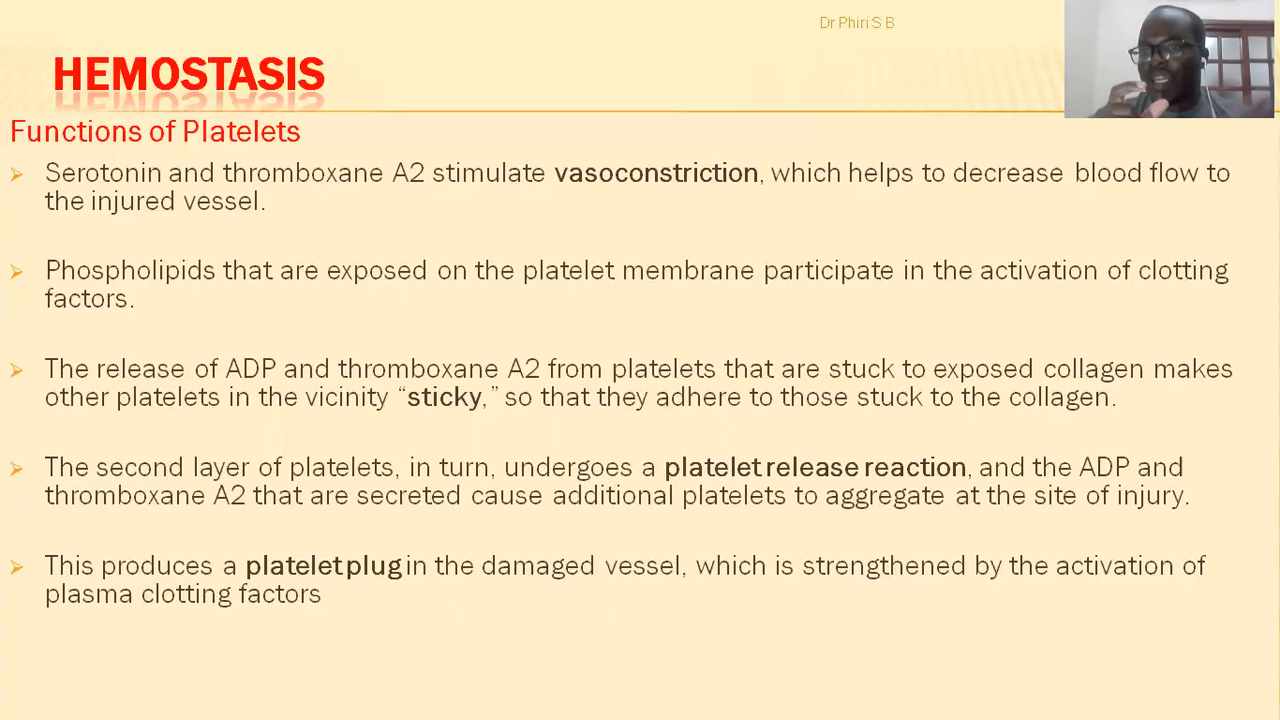 Dr Phiri S B
HEMOSTASIS
Functions of Platelets
Serotonin and thromboxane A2 stimulate vasoconstriction, which helps to decrease blood flow to
the injured vessel.
Phospholipids that are exposed on the platelet membrane participate in the activation of clotting
factors.
The release of ADP and thromboxane A2 from platelets that are stuck to exposed collagen makes
other platelets in the vicinity “sticky,” so that they adhere to those stuck to the collagen.
The second layer of platelets, in turn, undergoes a platelet release reaction, and the ADP and
thromboxane A2 that are secreted cause additional platelets to aggregate at the site of injury.
This produces a platelet plug in the damaged vessel, which is strengthened by the activation of
plasma clotting factors